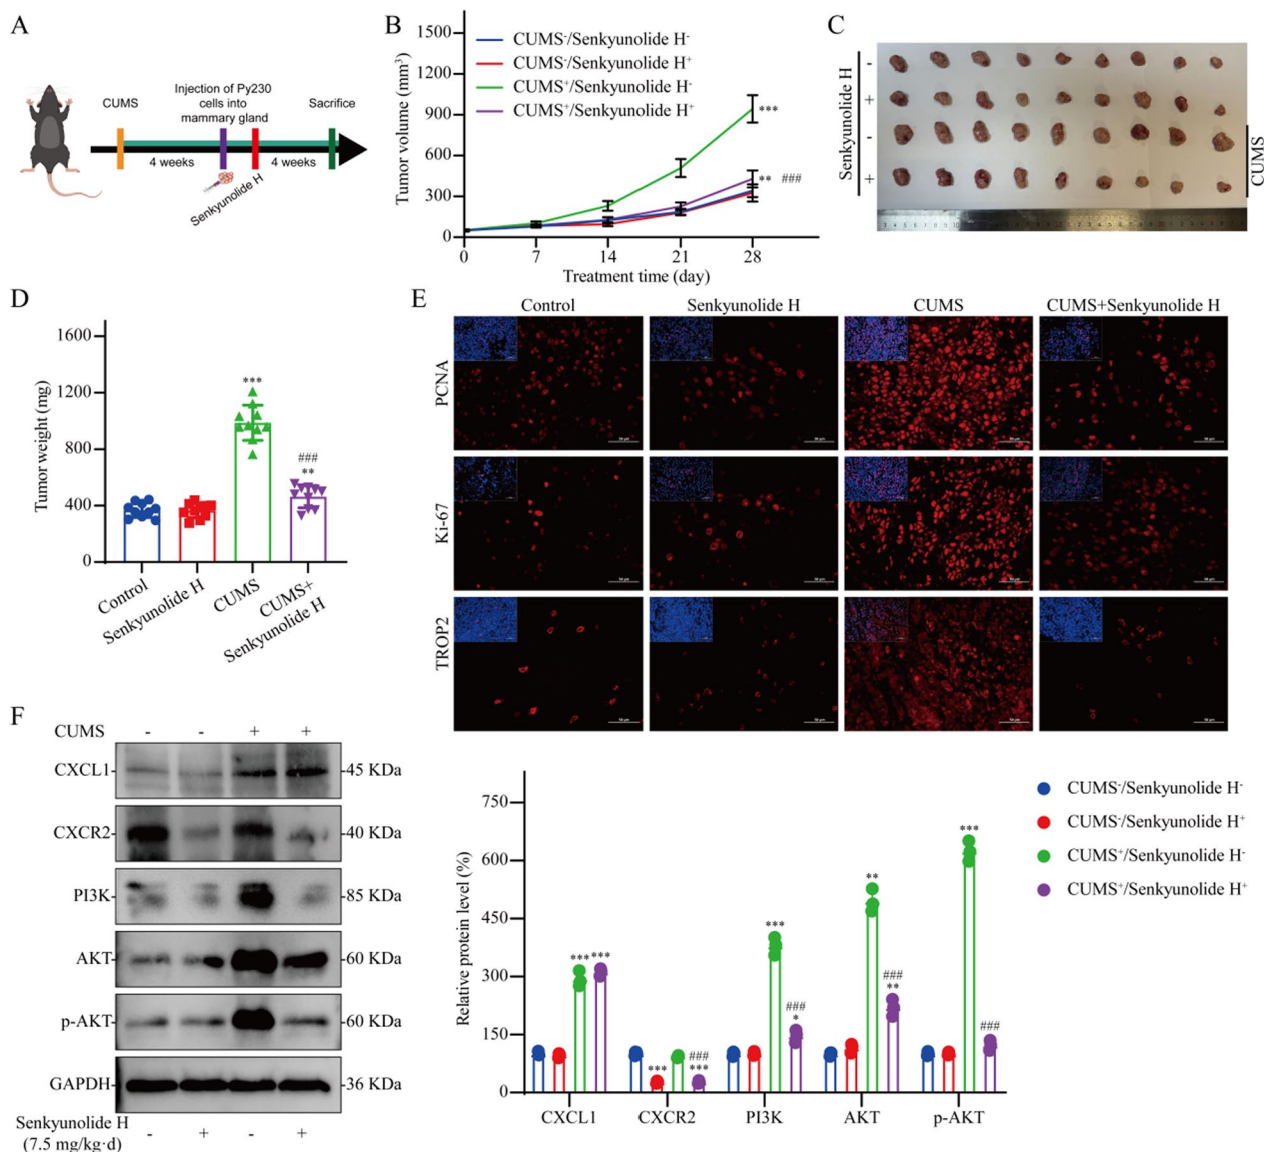 A
CUMS
Injection of Py230
cells into
mammary gland
Sacrifice
4 weeks
4 weeks
Senkyunolide H
B
Tumor volume (mm³)
1500
1200
900
600
300
0
0 7 14 21 28
Treatment time (day)
CUMS⁻/Senkyunolide H⁻
CUMS⁻/Senkyunolide H⁺
CUMS⁺/Senkyunolide H⁻
CUMS⁺/Senkyunolide H⁺
***
** ###
C
Senkyunolide H
-
+
-
+
CUMS
D
Tumor weight (mg)
1600
1200
800
400
0
***
###
**
Control
Senkyunolide H
CUMS
CUMS+
Senkyunolide H
E
Control Senkyunolide H CUMS CUMS+Senkyunolide H
PCNA
Ki-67
TROP2
F
CUMS - - + +
CXCL1 45 KDa
CXCR2 40 KDa
PI3K 85 KDa
AKT 60 KDa
p-AKT 60 KDa
GAPDH 36 KDa
Senkyunolide H
(7.5 mg/kg·d) - + - +
Relative protein level (%)
750
600
450
300
150
0
*** ***
*** ###
***
***
###
*
**
###
**
***
###
CXCL1 CXCR2 PI3K AKT p-AKT
CUMS⁻/Senkyunolide H⁻
CUMS⁻/Senkyunolide H⁺
CUMS⁺/Senkyunolide H⁻
CUMS⁺/Senkyunolide H⁺